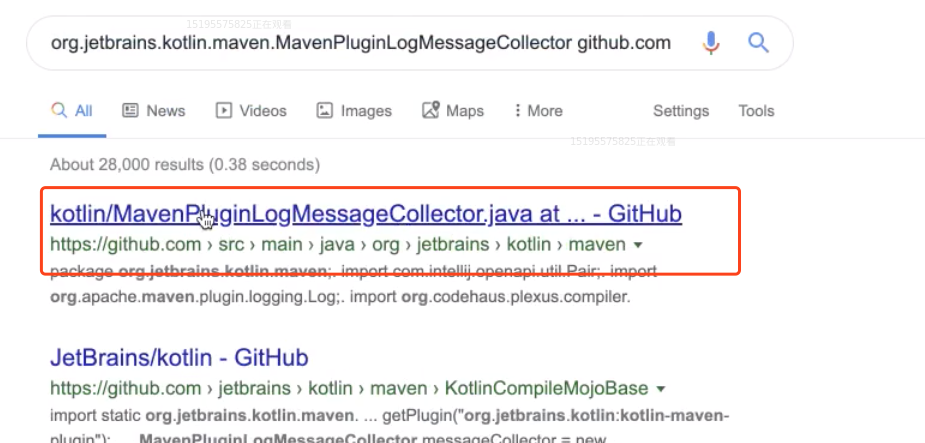 15195575825正在观看
org.jetbrains.kotlin.maven.MavenPluginLogMessageCollector github.com
All News Videos Images Maps More Settings Tools
15195575825正在观看
About 28,000 results (0.38 seconds)
kotlin/MavenPluginLogMessageCollector.java at ... - GitHub
https://github.com › src › main › java › org › jetbrains › kotlin › maven
package org.jetbrains.kotlin.maven;. import com.intellij.openapi.util.Pair;. import
org.apache.maven.plugin.logging.Log;. import org.codehaus.plexus.compiler.
JetBrains/kotlin - GitHub
https://github.com › jetbrains › kotlin › maven › KotlinCompileMojoBase
import static org.jetbrains.kotlin.maven. ... getPlugin("org.jetbrains.kotlin:kotlin-maven-
plugin"); ... MavenPluginLogMessageCollector messageCollector = new